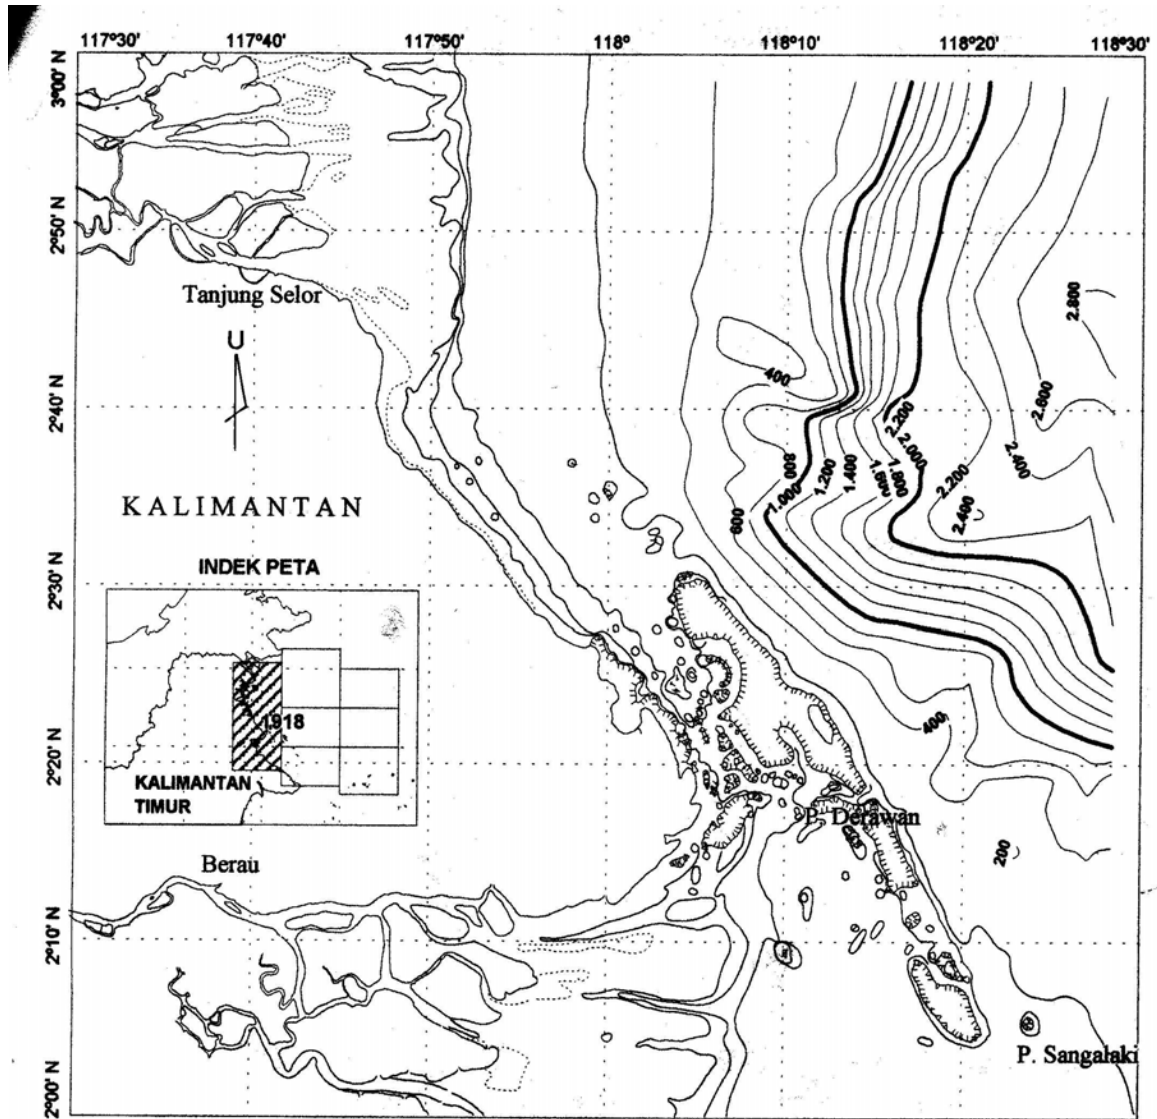 117°30' 117°40' 117°50' 118° 118°10' 118°20' 118°30'
3°00' N
2°50' N
2°40' N
2°30' N
2°20' N
2°10' N
2°00' N
Tanjung Selor
U
KALIMANTAN
INDEK PETA
1918
KALIMANTAN
TIMUR
Berau
P. Derawan
P. Sangalaki
400
600
800
1.000
1.200
1.400
1.600
1.800
2.000
2.200
2.200
2.400
2.400
2.600
2.800
400
200